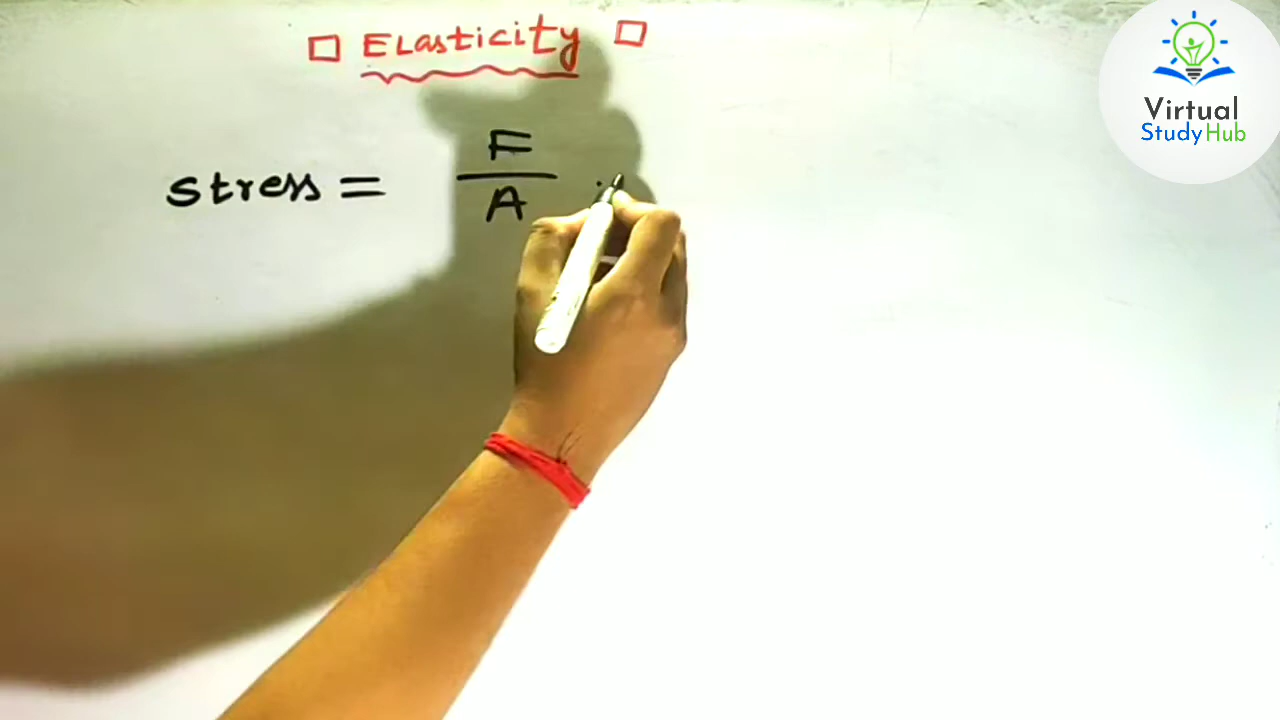 □ Elasticity □
Stress = F/A
Virtual
Study Hub